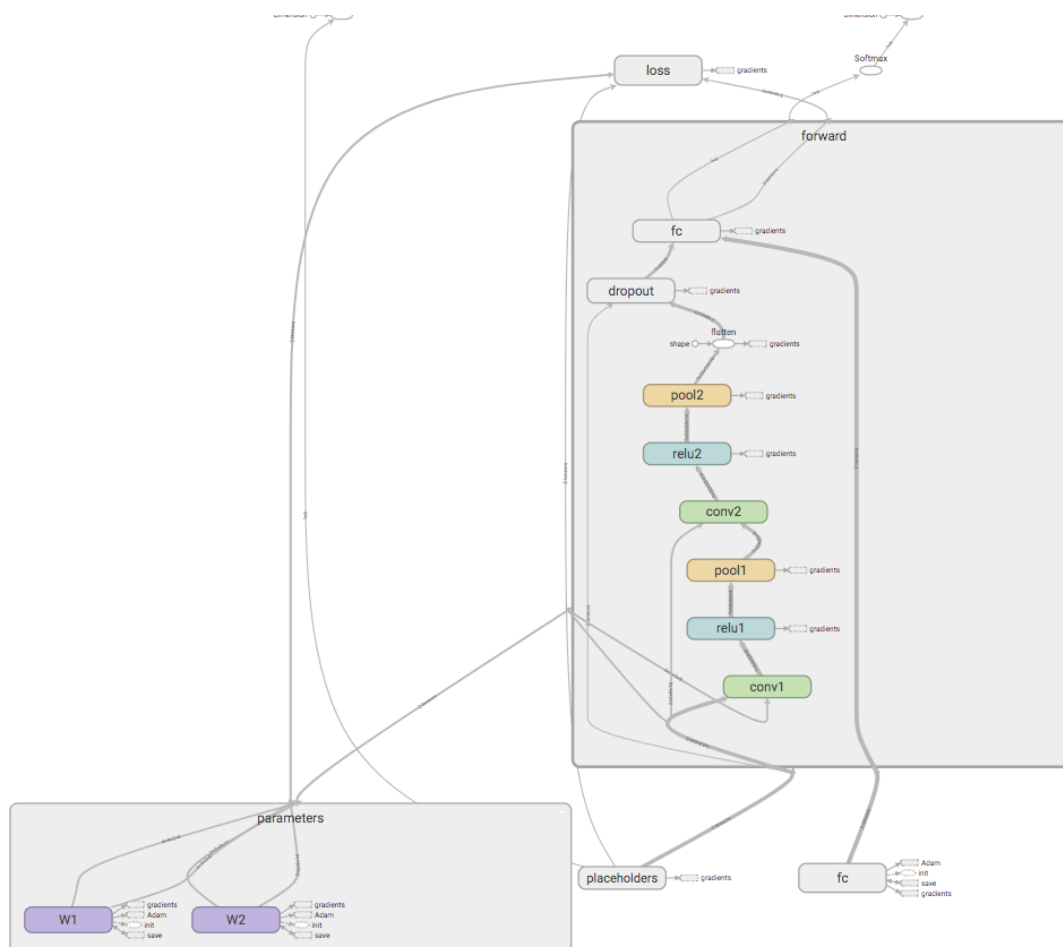 loss
gradients
Softmax
forward
fc
gradients
dropout
gradients
flatten
shape
gradients
pool2
gradients
relu2
gradients
conv2
pool1
gradients
relu1
gradients
conv1
parameters
W1
gradients
Adam
init
save
W2
gradients
Adam
init
save
placeholders
gradients
fc
Adam
init
save
gradients